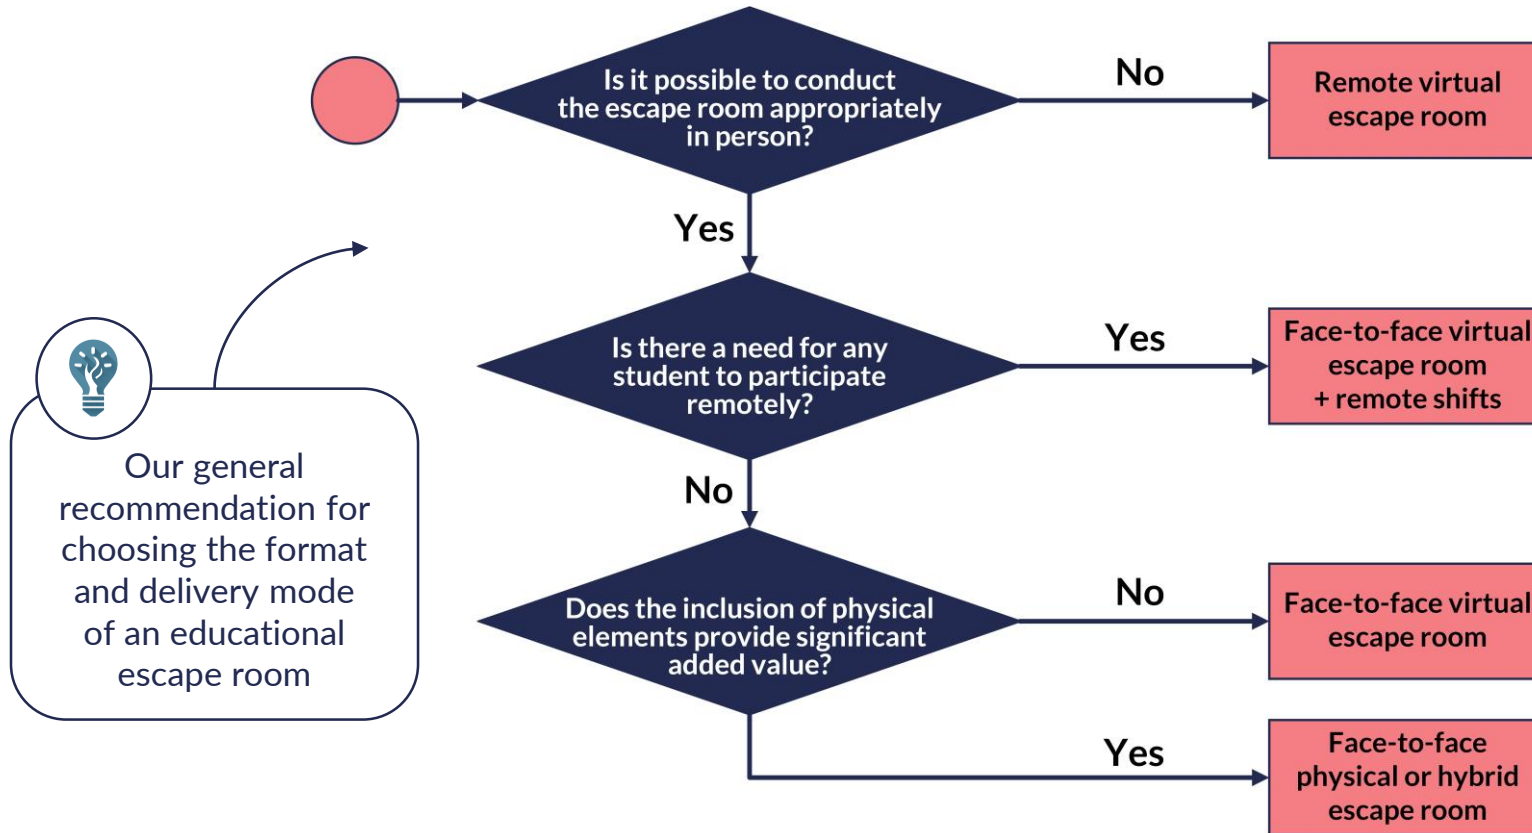 Is it possible to conduct
the escape room appropriately
in person?
No
Remote virtual
escape room
Yes
Is there a need for any
student to participate
remotely?
Yes
Face-to-face virtual
escape room
+ remote shifts
No
Our general
recommendation for
choosing the format
and delivery mode
of an educational
escape room
Does the inclusion of physical
elements provide significant
added value?
No
Face-to-face virtual
escape room
Yes
Face-to-face
physical or hybrid
escape room